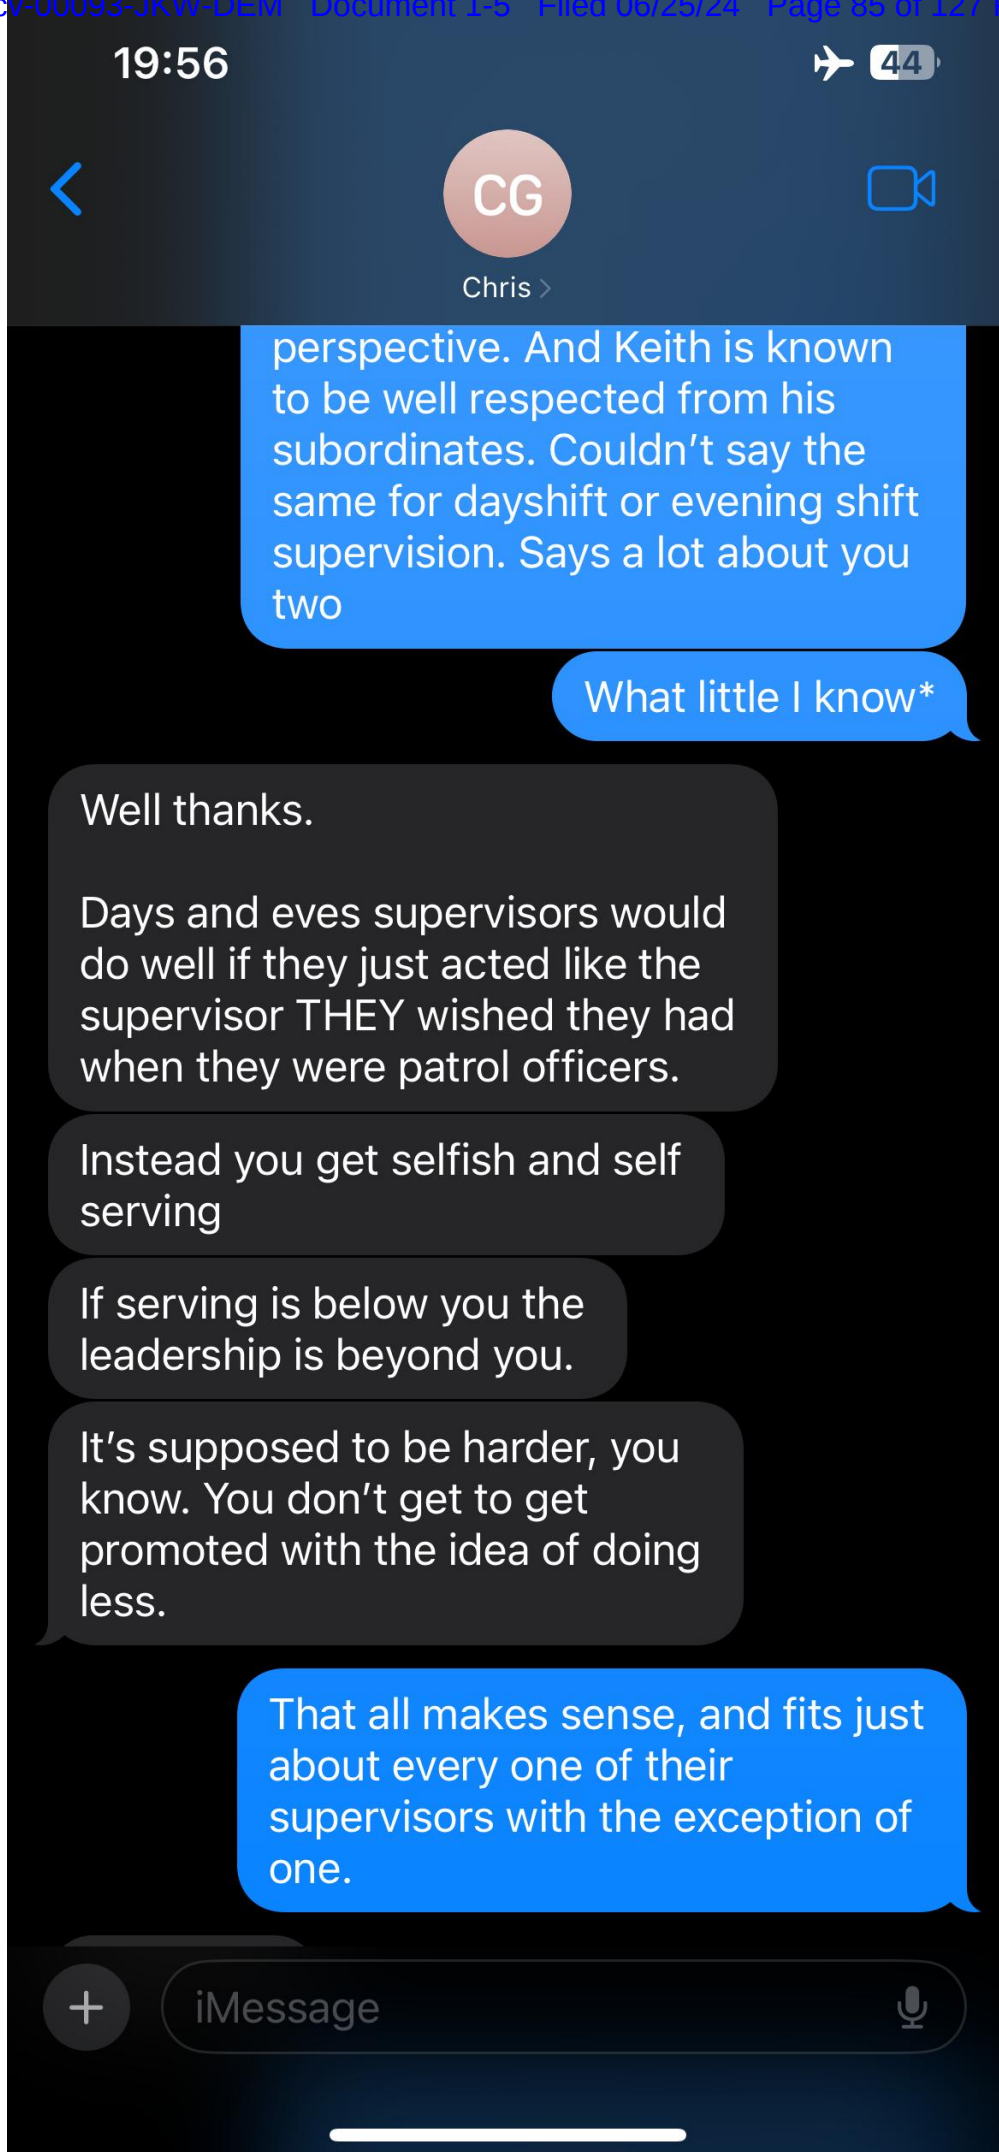 cv-00093-JKW-DEM Document 1-5 Filed 06/25/24 Page 85 of 127
19:56
44
CG
Chris
perspective. And Keith is known
to be well respected from his
subordinates. Couldn’t say the
same for dayshift or evening shift
supervision. Says a lot about you
two
What little I know*
Well thanks.
Days and eves supervisors would
do well if they just acted like the
supervisor THEY wished they had
when they were patrol officers.
Instead you get selfish and self
serving
If serving is below you the
leadership is beyond you.
It’s supposed to be harder, you
know. You don’t get to get
promoted with the idea of doing
less.
That all makes sense, and fits just
about every one of their
supervisors with the exception of
one.
iMessage